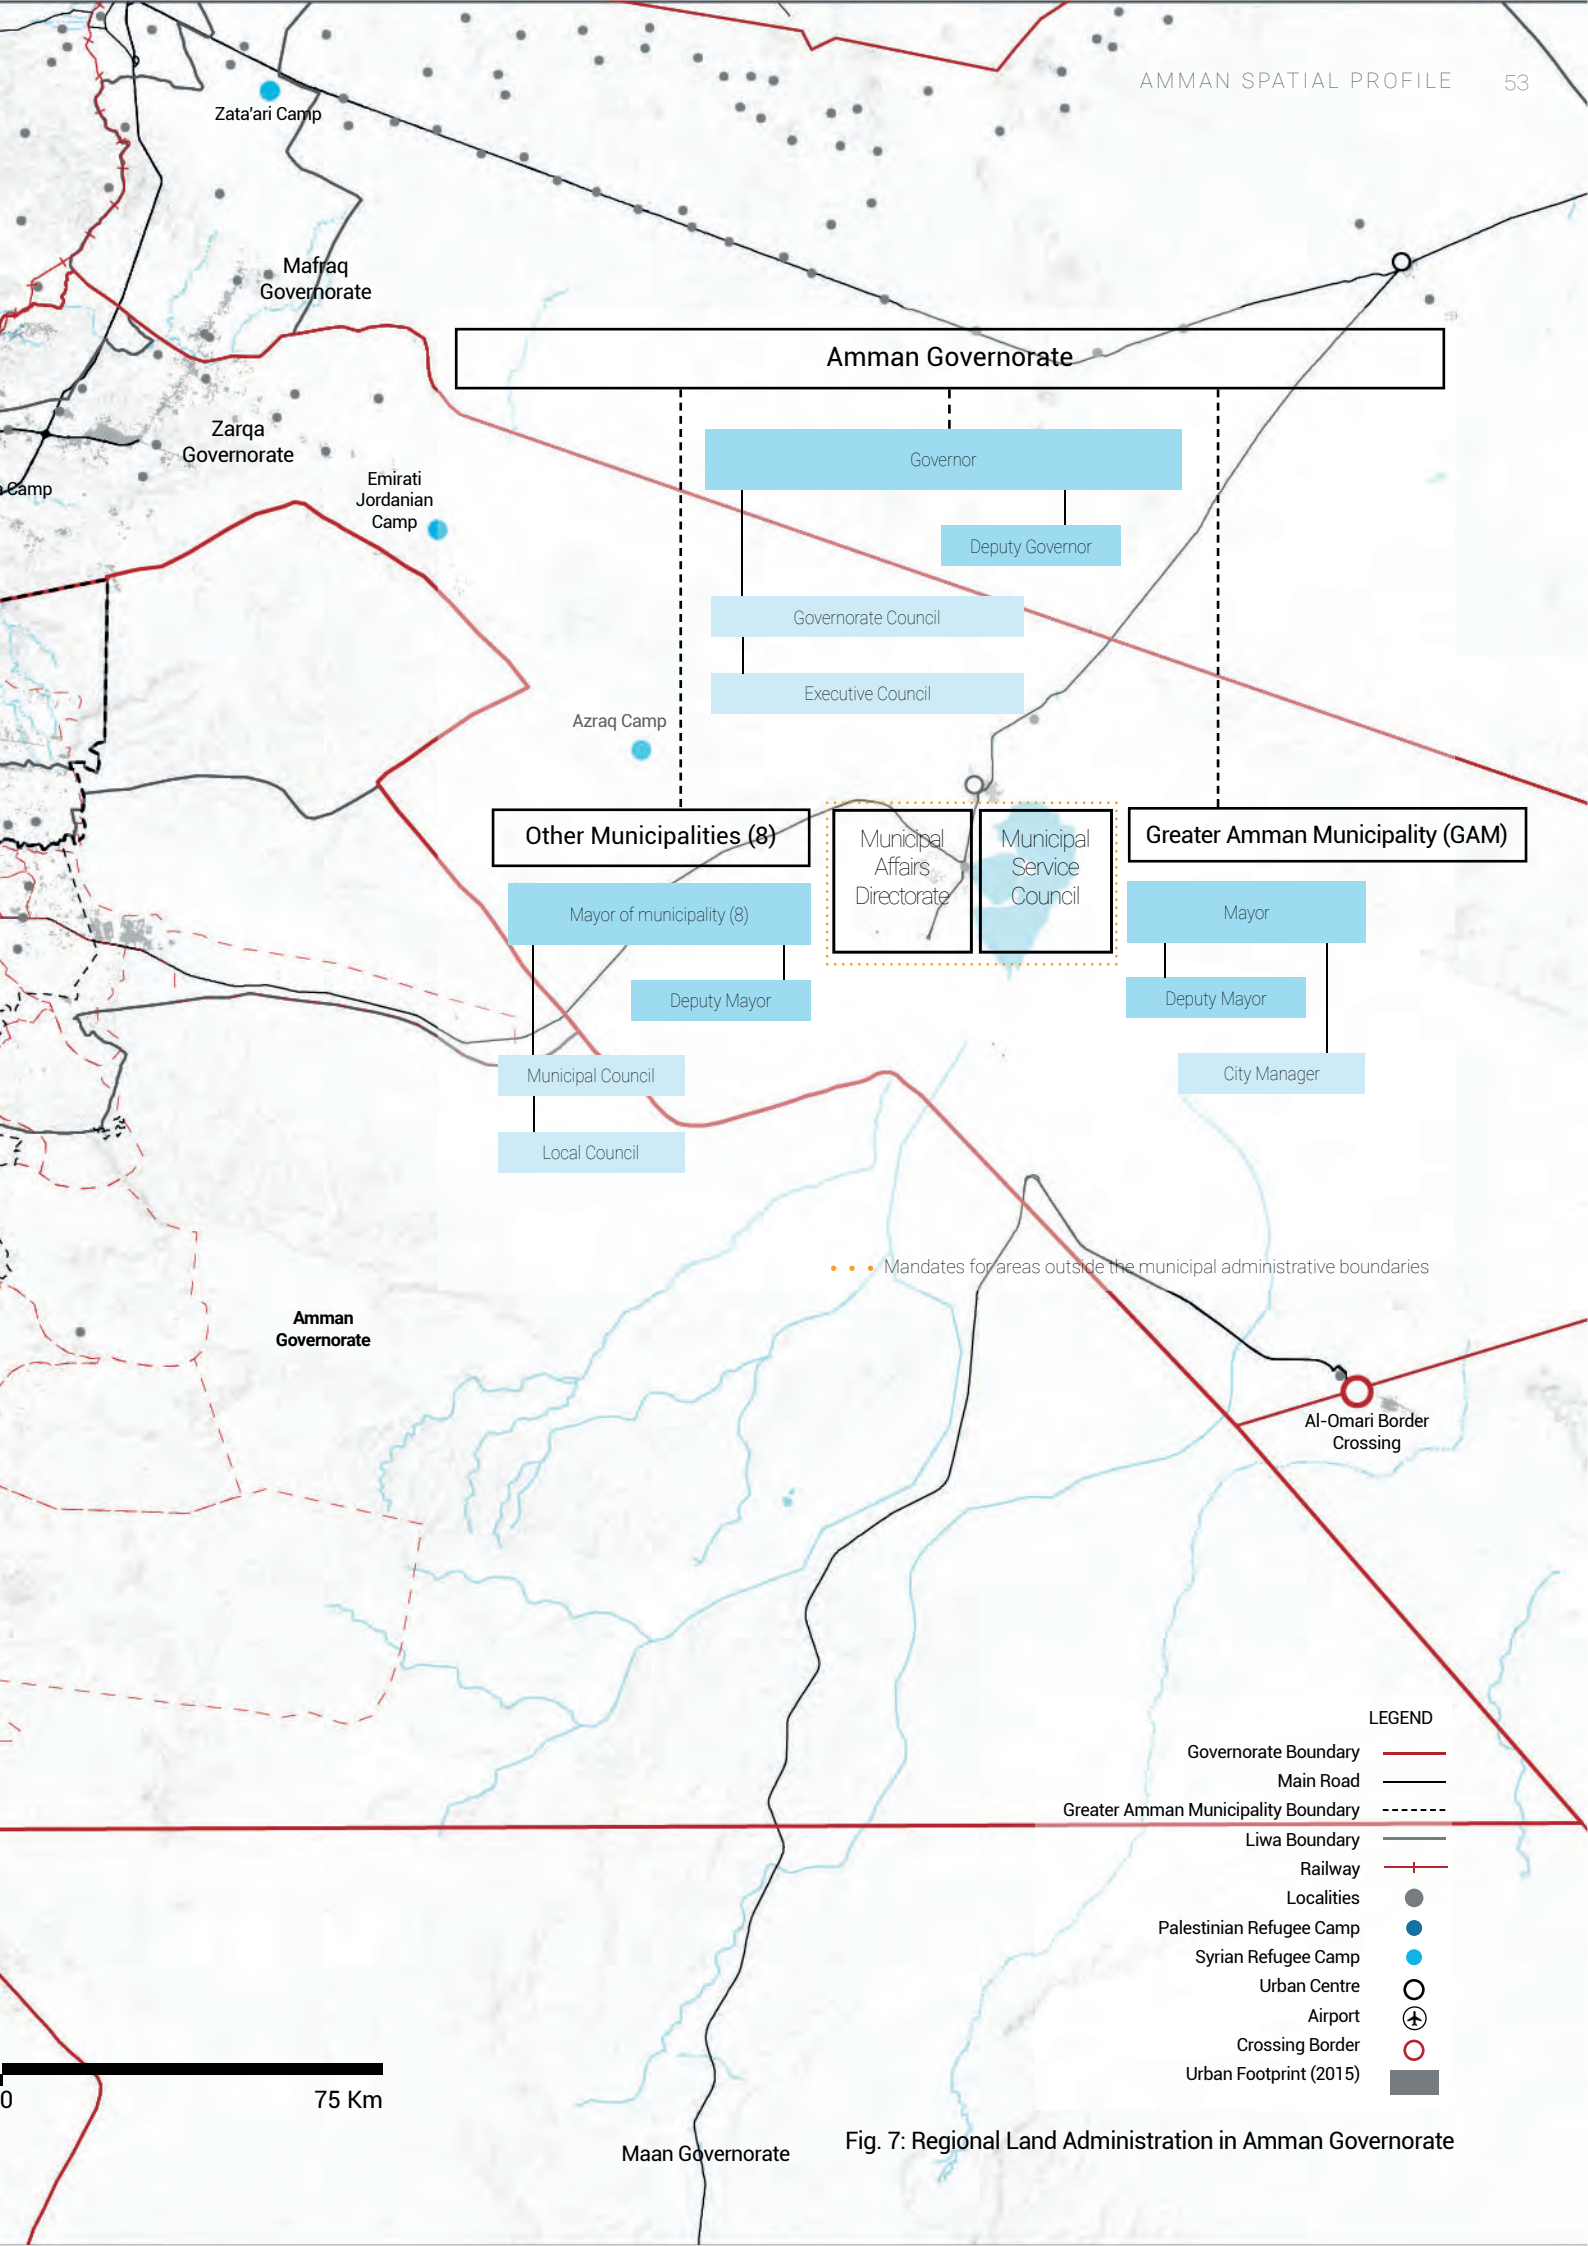 AMMAN SPATIAL PROFILE 53
Zata'ari Camp
Mafraq
Governorate
Amman Governorate
Zarqa
Governorate
Governor
Emirati
Jordanian
Camp
Camp
Deputy Governor
Governorate Council
Executive Council
Azraq Camp
Other Municipalities (8)
Municipal
Affairs
Directorate
Municipal
Service
Council
Greater Amman Municipality (GAM)
Mayor of municipality (8)
Mayor
Deputy Mayor
Deputy Mayor
Municipal Council
City Manager
Local Council
Mandates for areas outside the municipal administrative boundaries
Amman
Governorate
Al-Omari Border
Crossing
LEGEND
Governorate Boundary
Main Road
Greater Amman Municipality Boundary
Liwa Boundary
Railway
Localities
Palestinian Refugee Camp
Syrian Refugee Camp
Urban Centre
Airport
Crossing Border
Urban Footprint (2015)
0 75 Km
Maan Governorate
Fig. 7: Regional Land Administration in Amman Governorate